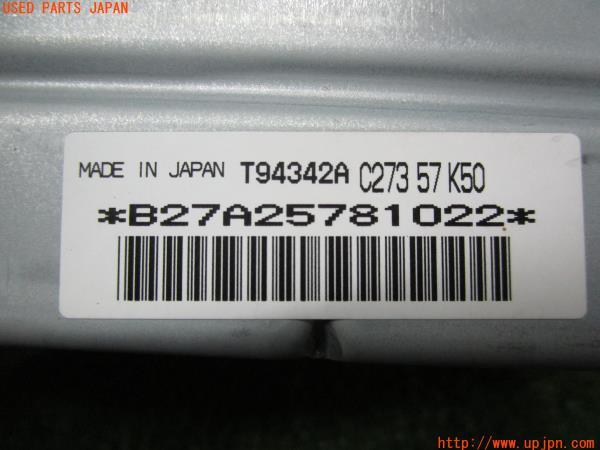 USED PARTS JAPAN
MADE IN JAPAN T94342A C273 57 K50
*B27A25781022*
http://www.upjpn.com/